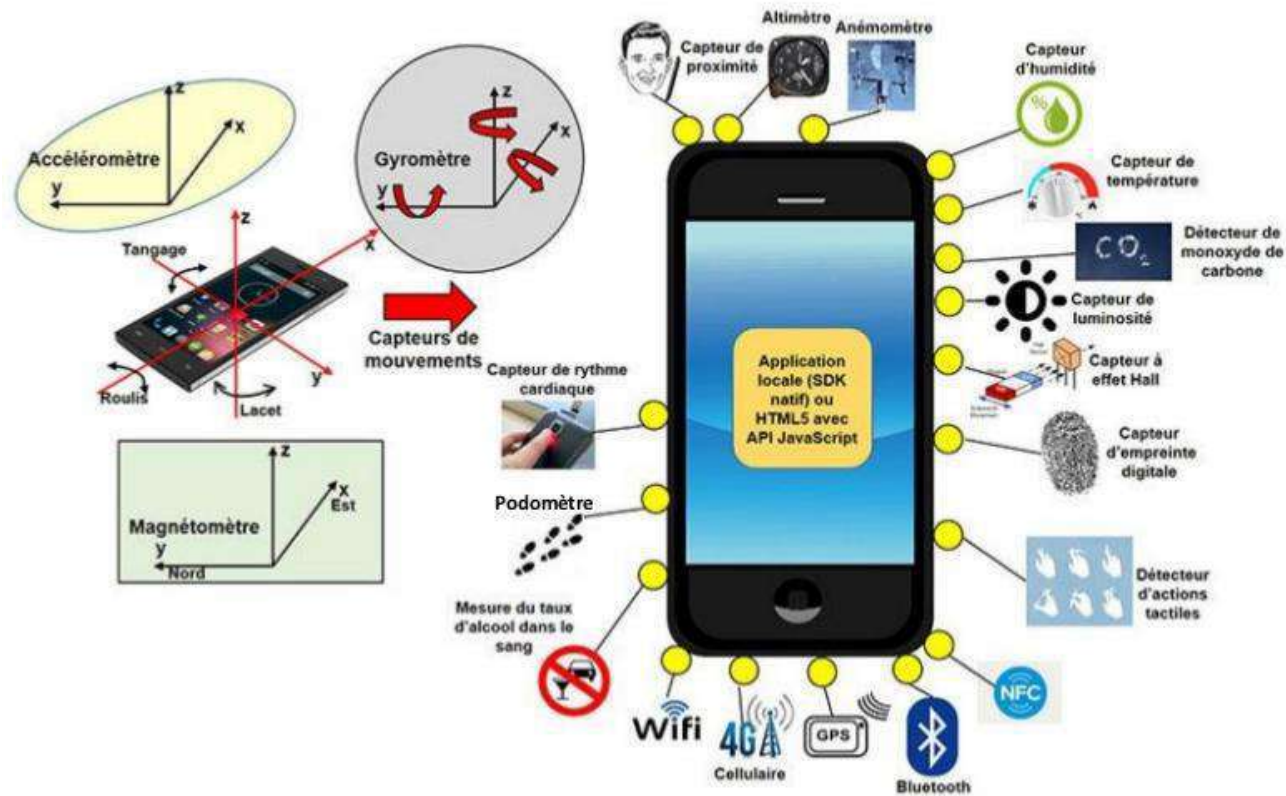 Altimètre
Anémomètre
Capteur de
proximité
Capteur
d'humidité
%
z
x
Accéléromètre
y
z
x
Gyromètre
y
Capteur de
température
°C
Tangage
z
x
CO2
Détecteur de
monoxyde de
carbone
Capteurs de
mouvements
Capteur de
luminosité
Application
locale (SDK
natif) ou
HTML5 avec
API JavaScript
Capteur à
effet Hall
Capteur de rythme
cardiaque
y
Roulis
Lacet
Capteur
d'empreinte
digitale
z
x
Est
Magnétomètre
y
Nord
Podomètre
Détecteur
d'actions
tactiles
Mesure du taux
d'alcool dans le
sang
NFC
Wifi
4G
Cellulaire
GPS
Bluetooth